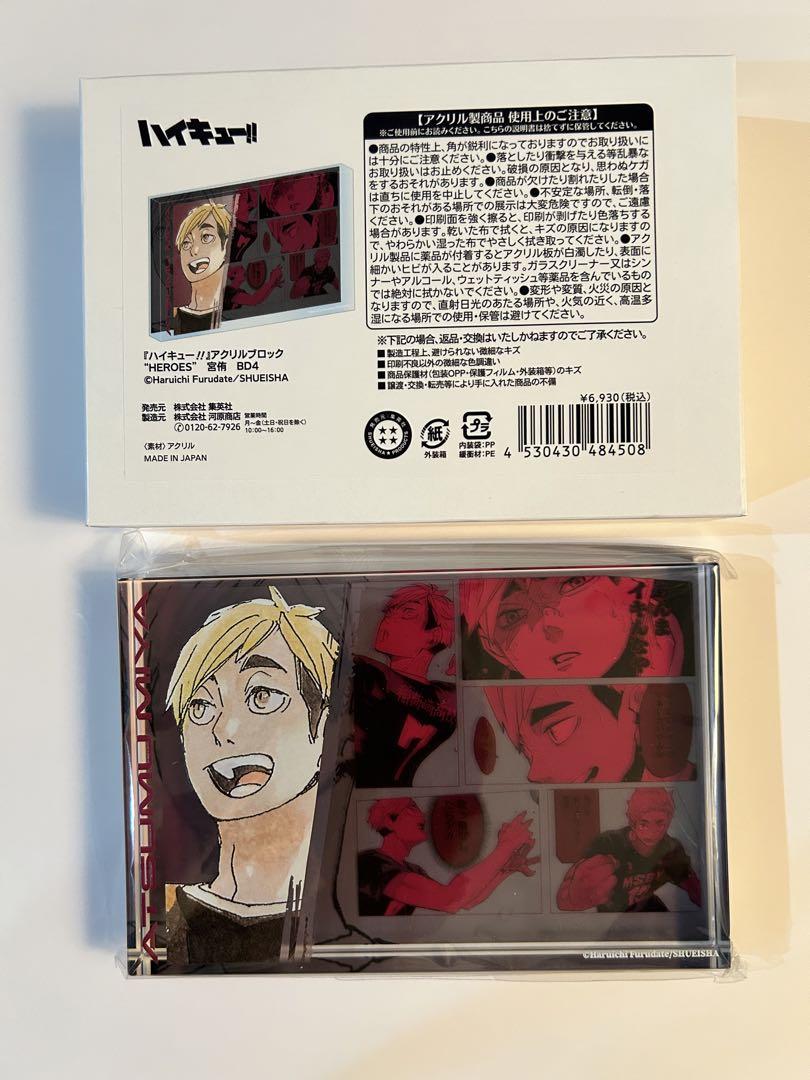 ハイキュー!!
【アクリル製商品 使用上のご注意】
※ご使用前にお読みください。こちらの説明書は捨てずに保管してください。
●商品の特性上、角が鋭利になっておりますのでお取り扱いに
は十分にご注意ください。●落としたり衝撃を与える等乱暴な
お取り扱いはお止めください。破損の原因となり、思わぬケガ
をするおそれがあります。●商品が欠けたり割れたりした場合
は直ちに使用を中止してください。●不安定な場所、転倒・落
下のおそれがある場所での展示は大変危険ですので、ご遠慮
ください。●印刷面を強く擦ると、印刷が剥げたり色落ちする
場合があります。乾いた布で拭くと、キズの原因になりますの
で、やわらかい湿った布でやさしく拭き取ってください。●アク
リル製品に薬品が付着するとアクリル板が白濁したり、表面に
細かいヒビが入ることがあります。ガラスクリーナー又はシン
ナーやアルコール、ウェットティッシュ等薬品を含んでいるもの
では絶対に拭かないでください。●変形や変質、火災の原因と
なりますので、直射日光のあたる場所や、火気の近く、高温多
湿になる場所での使用・保管は避けてください。
※下記の場合、返品・交換はいたしかねますのでご了承ください。
■製造工程上、避けられない微細なキズ
■印刷不良以外の微細な色調違い
■商品保護材(包装OPP・保護フィルム・外装箱等)のキズ
■譲渡・交換・転売等により手に入れた商品の不備
『ハイキュー!!』アクリルブロック
“HEROES” 宮侑 BD4
©Haruichi Furudate/SHUEISHA
発売元 株式会社 集英社
製造元 株式会社 河原商店
✆0120-62-7926
営業時間
月〜金(土日・祝日を除く)
10:00〜16:00
〈素材〉アクリル
MADE IN JAPAN
紙
外装箱
プラ
内装袋:PP
緩衝材:PE
¥6,930(税込)
4 530430 484508
ATSUMU MIYA
MSBY
©Haruichi Furudate/SHUEISHA